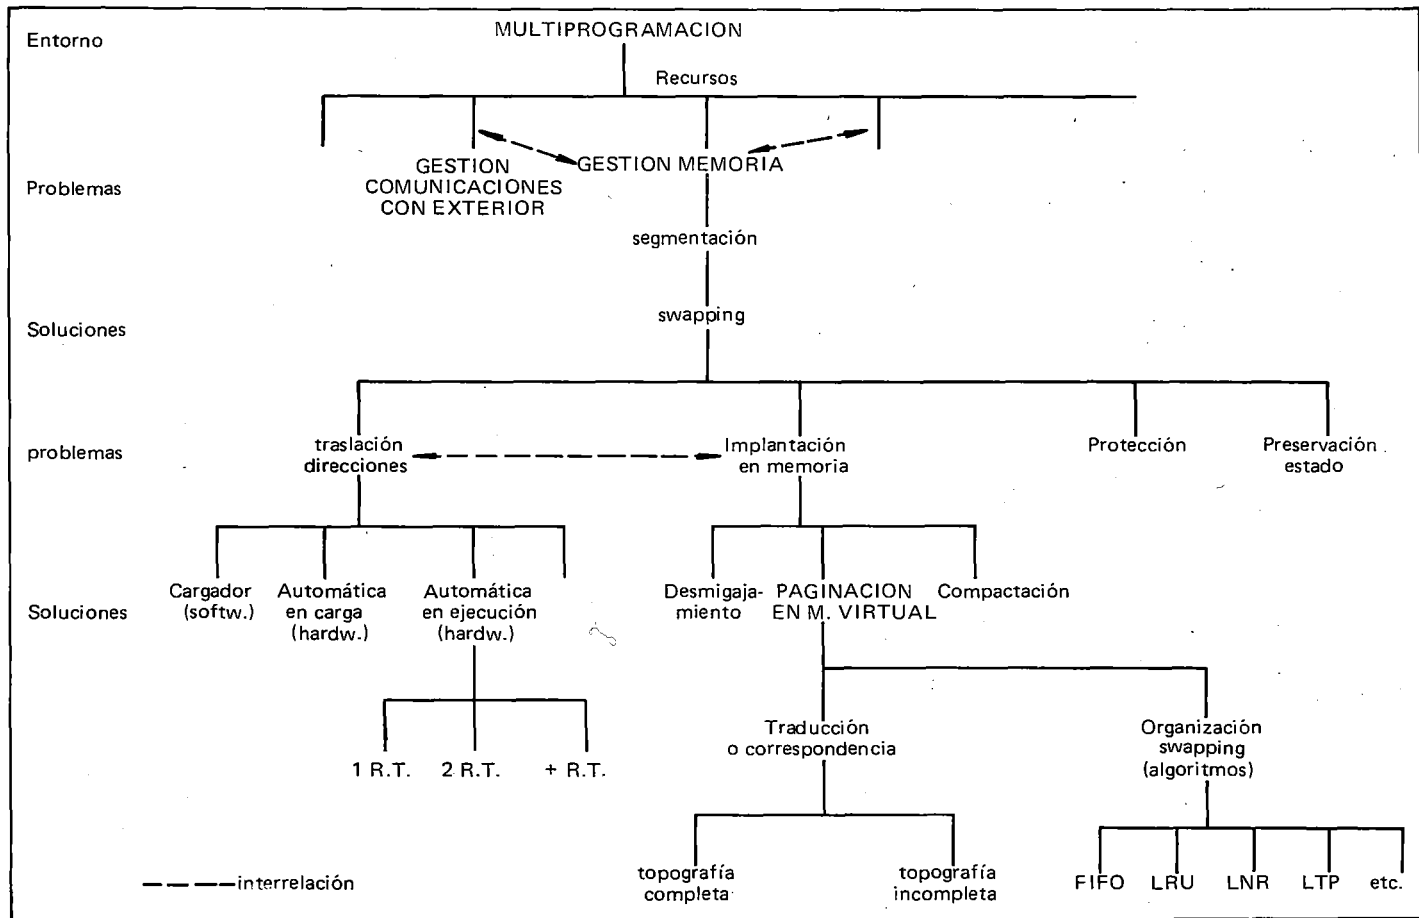 Entorno
MULTIPROGRAMACION
Recursos
Problemas
GESTION
COMUNICACIONES
CON EXTERIOR
GESTION MEMORIA
segmentación
Soluciones
swapping
problemas
traslación
direcciones
Implantación
en memoria
Protección
Preservación
estado
Soluciones
Cargador
(softw.)
Automática
en carga
(hardw.)
Automática
en ejecución
(hardw.)
Desmigaja-
miento
PAGINACION
EN M. VIRTUAL
Compactación
1 R.T.
2 R.T.
+ R.T.
Traducción
o correspondencia
Organización
swapping
(algoritmos)
topografía
completa
topografía
incompleta
FIFO
LRU
LNR
LTP
etc.
interrelación